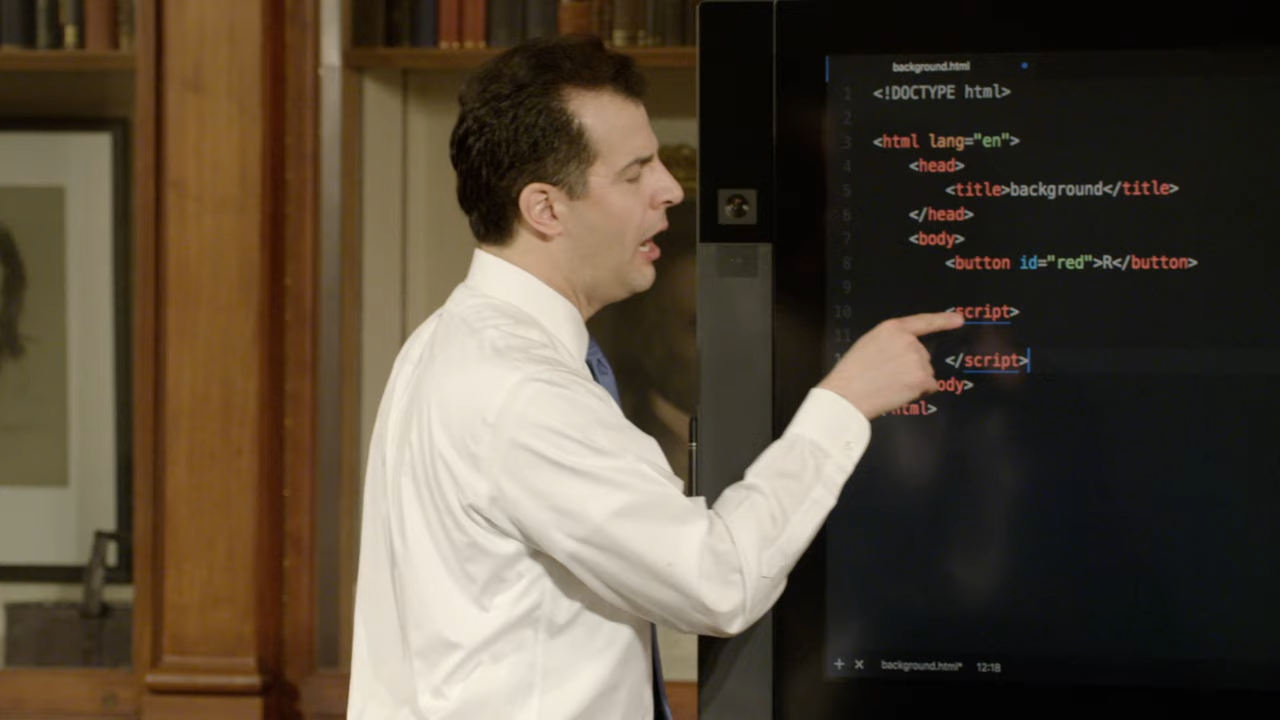 background.html
1 <!DOCTYPE html>
2
3 <html lang="en">
4 <head>
5 <title>background</title>
6 </head>
7 <body>
8 <button id="red">R</button>
9
10 <script>
11
</script>
ody>
html>
background.html* 12:18